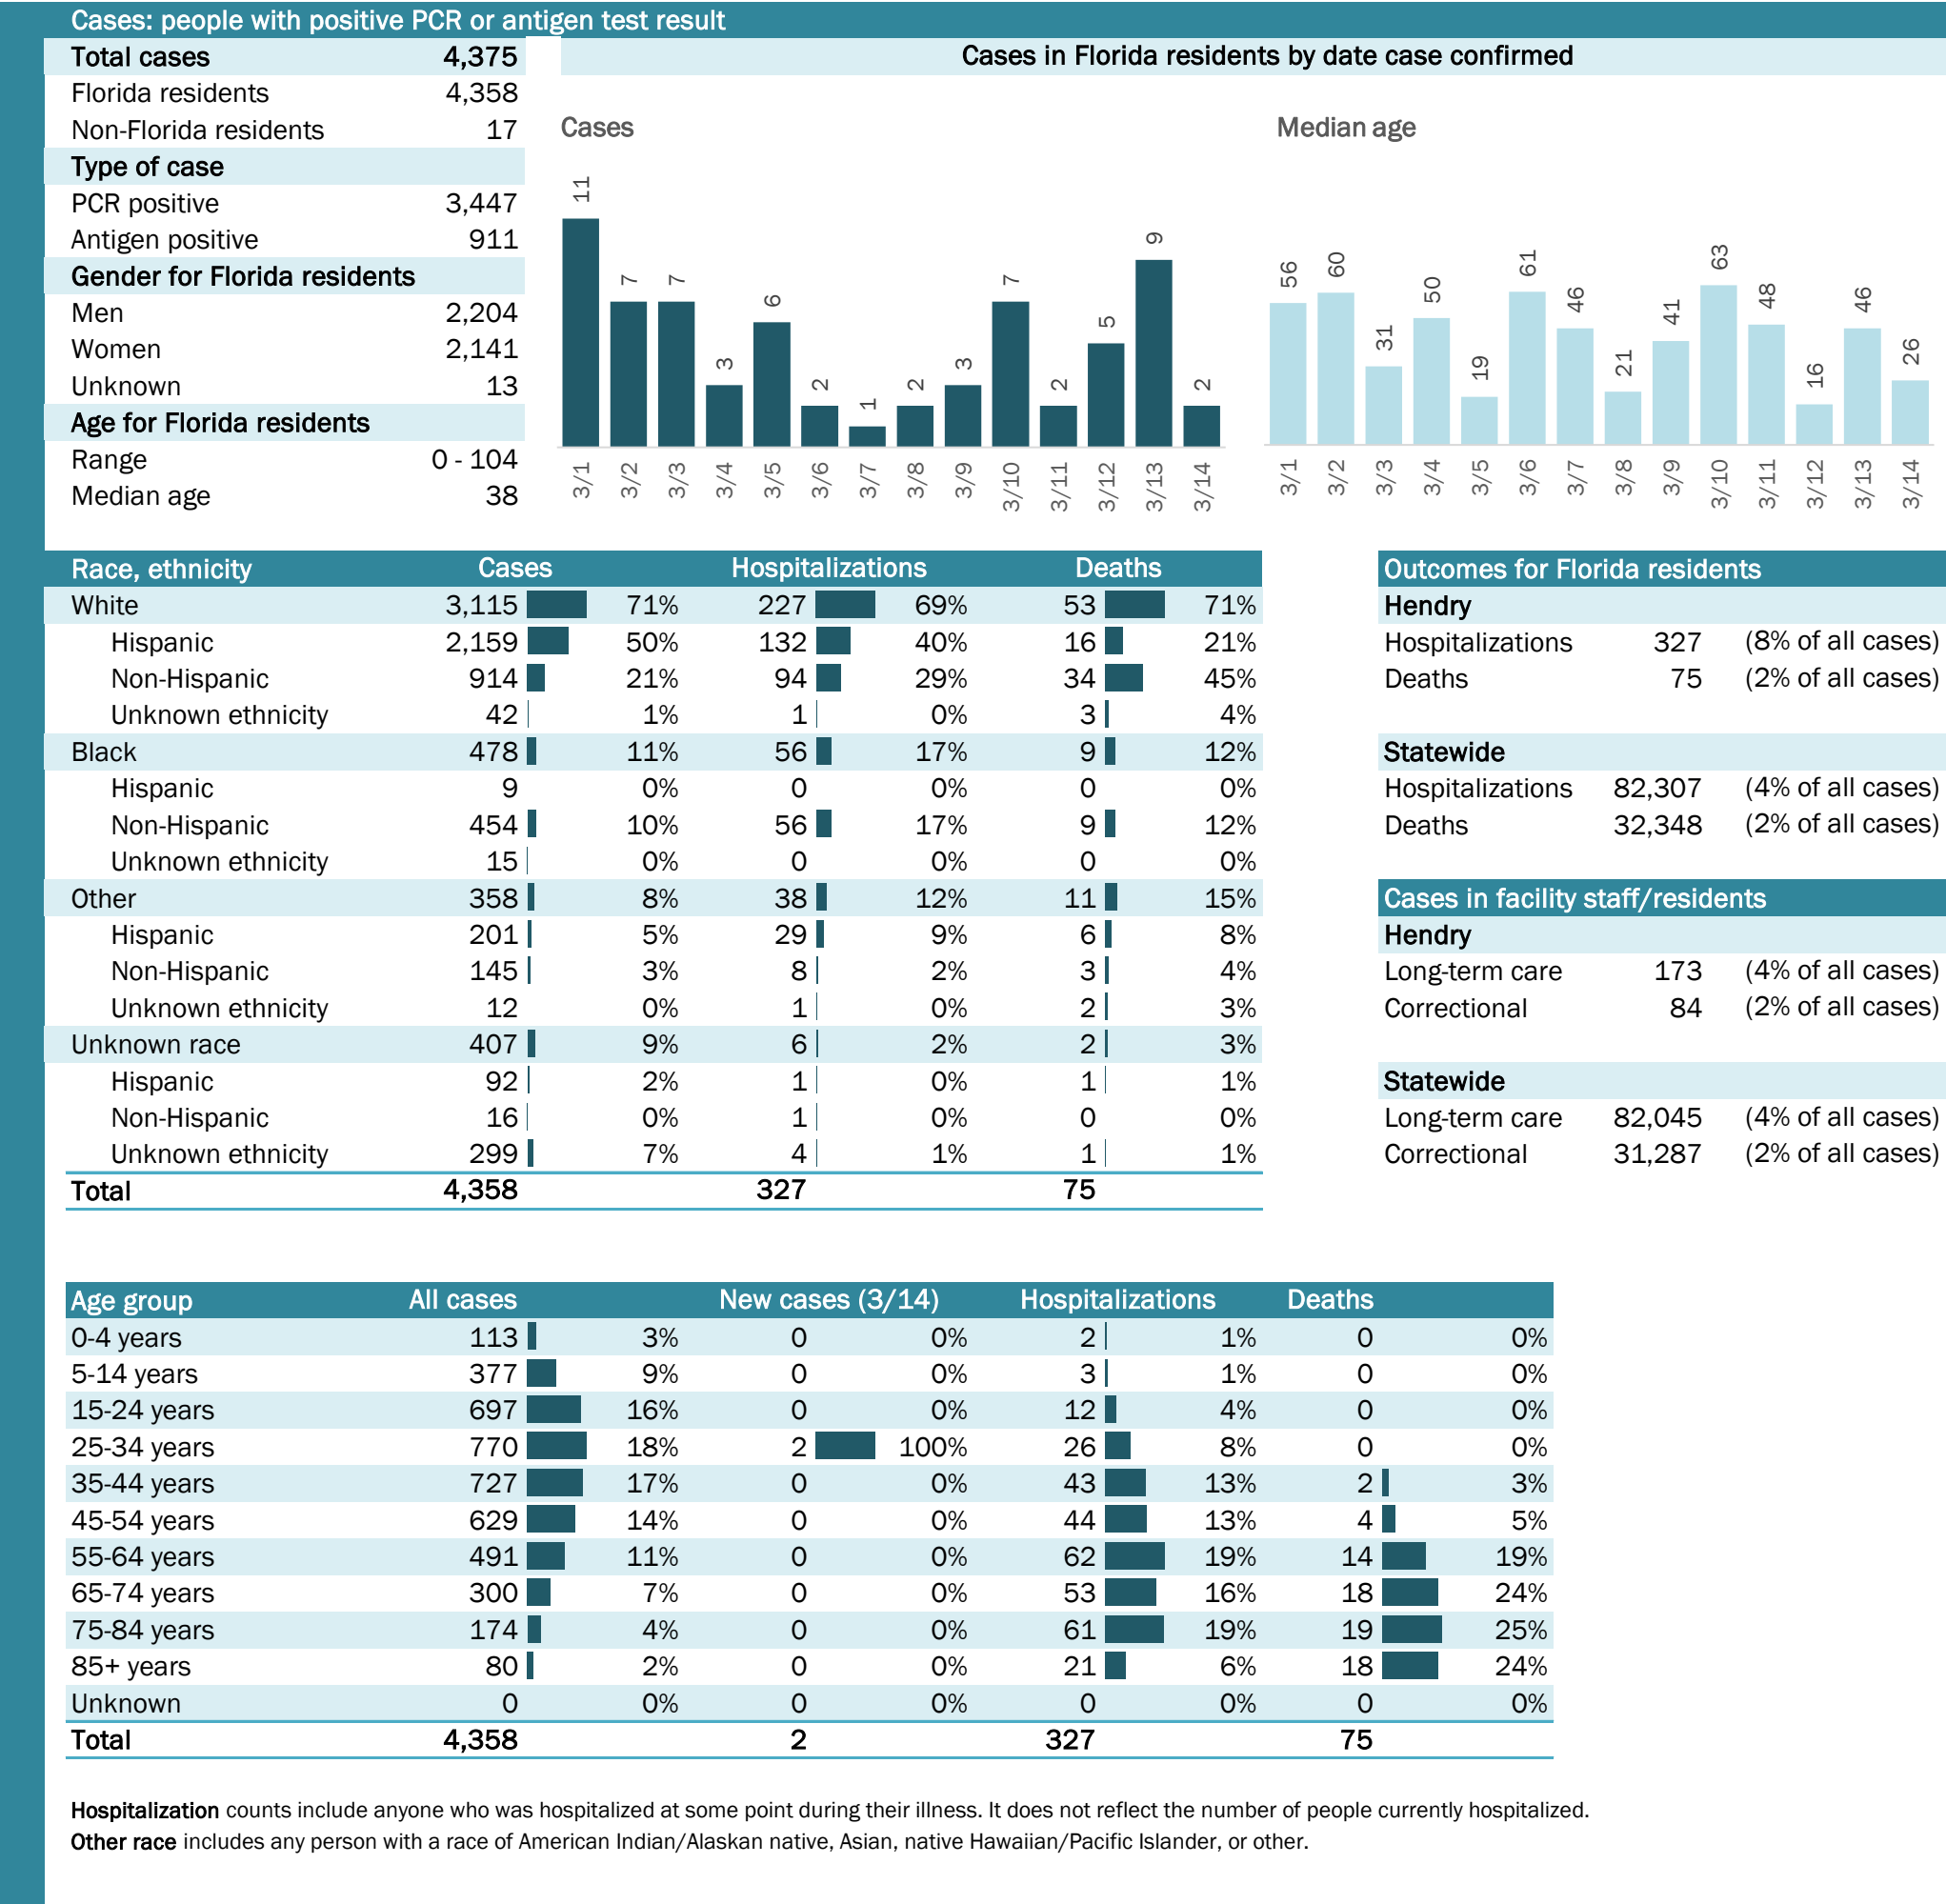 Cases: people with positive PCR or antigen test result
Total cases 4,375
Florida residents 4,358
Non-Florida residents 17
Type of case
PCR positive 3,447
Antigen positive 911
Gender for Florida residents
Men 2,204
Women 2,141
Unknown 13
Age for Florida residents
Range 0 - 104
Median age 38
Cases in Florida residents by date case confirmed
Cases
11 7 7 3 6 2 1 2 3 7 2 5 9 2
3/1 3/2 3/3 3/4 3/5 3/6 3/7 3/8 3/9 3/10 3/11 3/12 3/13 3/14
Median age
56 60 31 50 19 61 46 21 41 63 48 16 46 26
3/1 3/2 3/3 3/4 3/5 3/6 3/7 3/8 3/9 3/10 3/11 3/12 3/13 3/14
Race, ethnicity Cases Hospitalizations Deaths
White 3,115 71% 227 69% 53 71%
Hispanic 2,159 50% 132 40% 16 21%
Non-Hispanic 914 21% 94 29% 34 45%
Unknown ethnicity 42 1% 1 0% 3 4%
Black 478 11% 56 17% 9 12%
Hispanic 9 0% 0 0% 0 0%
Non-Hispanic 454 10% 56 17% 9 12%
Unknown ethnicity 15 0% 0 0% 0 0%
Other 358 8% 38 12% 11 15%
Hispanic 201 5% 29 9% 6 8%
Non-Hispanic 145 3% 8 2% 3 4%
Unknown ethnicity 12 0% 1 0% 2 3%
Unknown race 407 9% 6 2% 2 3%
Hispanic 92 2% 1 0% 1 1%
Non-Hispanic 16 0% 1 0% 0 0%
Unknown ethnicity 299 7% 4 1% 1 1%
Total 4,358 327 75
Outcomes for Florida residents
Hendry
Hospitalizations 327 (8% of all cases)
Deaths 75 (2% of all cases)
Statewide
Hospitalizations 82,307 (4% of all cases)
Deaths 32,348 (2% of all cases)
Cases in facility staff/residents
Hendry
Long-term care 173 (4% of all cases)
Correctional 84 (2% of all cases)
Statewide
Long-term care 82,045 (4% of all cases)
Correctional 31,287 (2% of all cases)
Age group All cases New cases (3/14) Hospitalizations Deaths
0-4 years 113 3% 0 0% 2 1% 0 0%
5-14 years 377 9% 0 0% 3 1% 0 0%
15-24 years 697 16% 0 0% 12 4% 0 0%
25-34 years 770 18% 2 100% 26 8% 0 0%
35-44 years 727 17% 0 0% 43 13% 2 3%
45-54 years 629 14% 0 0% 44 13% 4 5%
55-64 years 491 11% 0 0% 62 19% 14 19%
65-74 years 300 7% 0 0% 53 16% 18 24%
75-84 years 174 4% 0 0% 61 19% 19 25%
85+ years 80 2% 0 0% 21 6% 18 24%
Unknown 0 0% 0 0% 0 0% 0 0%
Total 4,358 2 327 75
Hospitalization counts include anyone who was hospitalized at some point during their illness. It does not reflect the number of people currently hospitalized.
Other race includes any person with a race of American Indian/Alaskan native, Asian, native Hawaiian/Pacific Islander, or other.